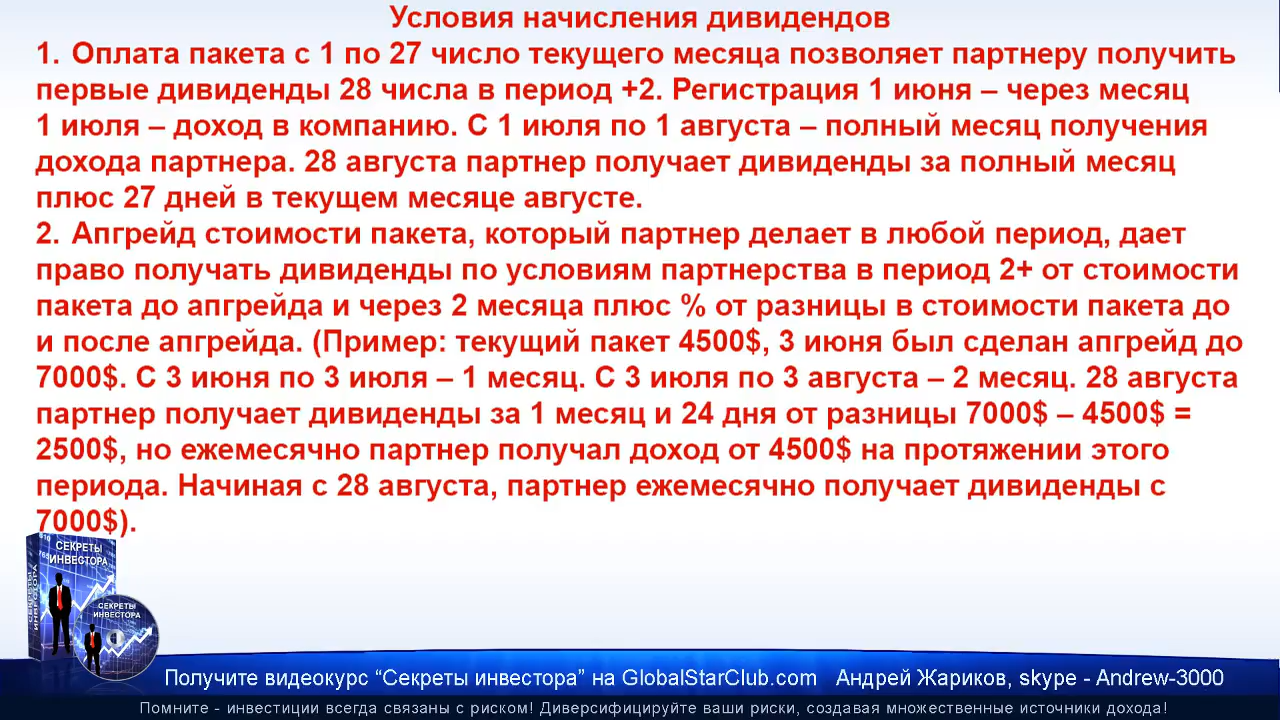 Условия начисления дивидендов
1. Оплата пакета с 1 по 27 число текущего месяца позволяет партнеру получить
первые дивиденды 28 числа в период +2. Регистрация 1 июня – через месяц
1 июля – доход в компанию. С 1 июля по 1 августа – полный месяц получения
дохода партнера. 28 августа партнер получает дивиденды за полный месяц
плюс 27 дней в текущем месяце августе.
2. Апгрейд стоимости пакета, который партнер делает в любой период, дает
право получать дивиденды по условиям партнерства в период 2+ от стоимости
пакета до апгрейда и через 2 месяца плюс % от разницы в стоимости пакета до
и после апгрейда. (Пример: текущий пакет 4500$, 3 июня был сделан апгрейд до
7000$. С 3 июня по 3 июля – 1 месяц. С 3 июля по 3 августа – 2 месяц. 28 августа
партнер получает дивиденды за 1 месяц и 24 дня от разницы 7000$ – 4500$ =
2500$, но ежемесячно партнер получал доход от 4500$ на протяжении этого
периода. Начиная с 28 августа, партнер ежемесячно получает дивиденды с
7000$).
СЕКРЕТЫ
ИНВЕСТОРА
СЕКРЕТЫ
ИНВЕСТОРА
Получите видеокурс “Секреты инвестора” на GlobalStarClub.com Андрей Жариков, skype - Andrew-3000
Помните - инвестиции всегда связаны с риском! Диверсифицируйте ваши риски, создавая множественные источники дохода!